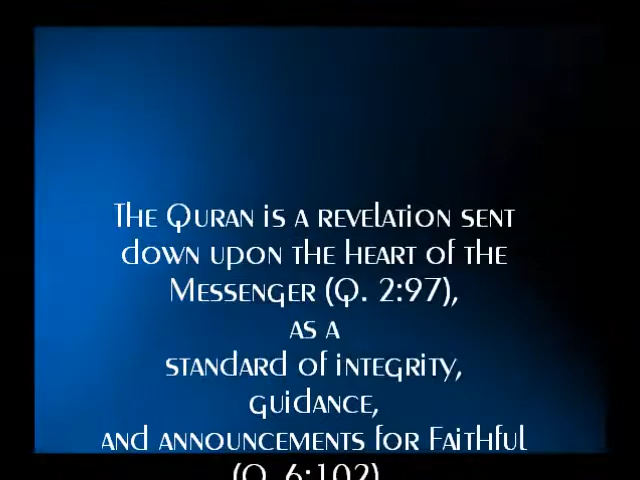 The Quran is a revelation sent
down upon the heart of the
Messenger (Q. 2:97),
as a
standard of integrity,
guidance,
and announcements for Faithful
(Q. 6:102)